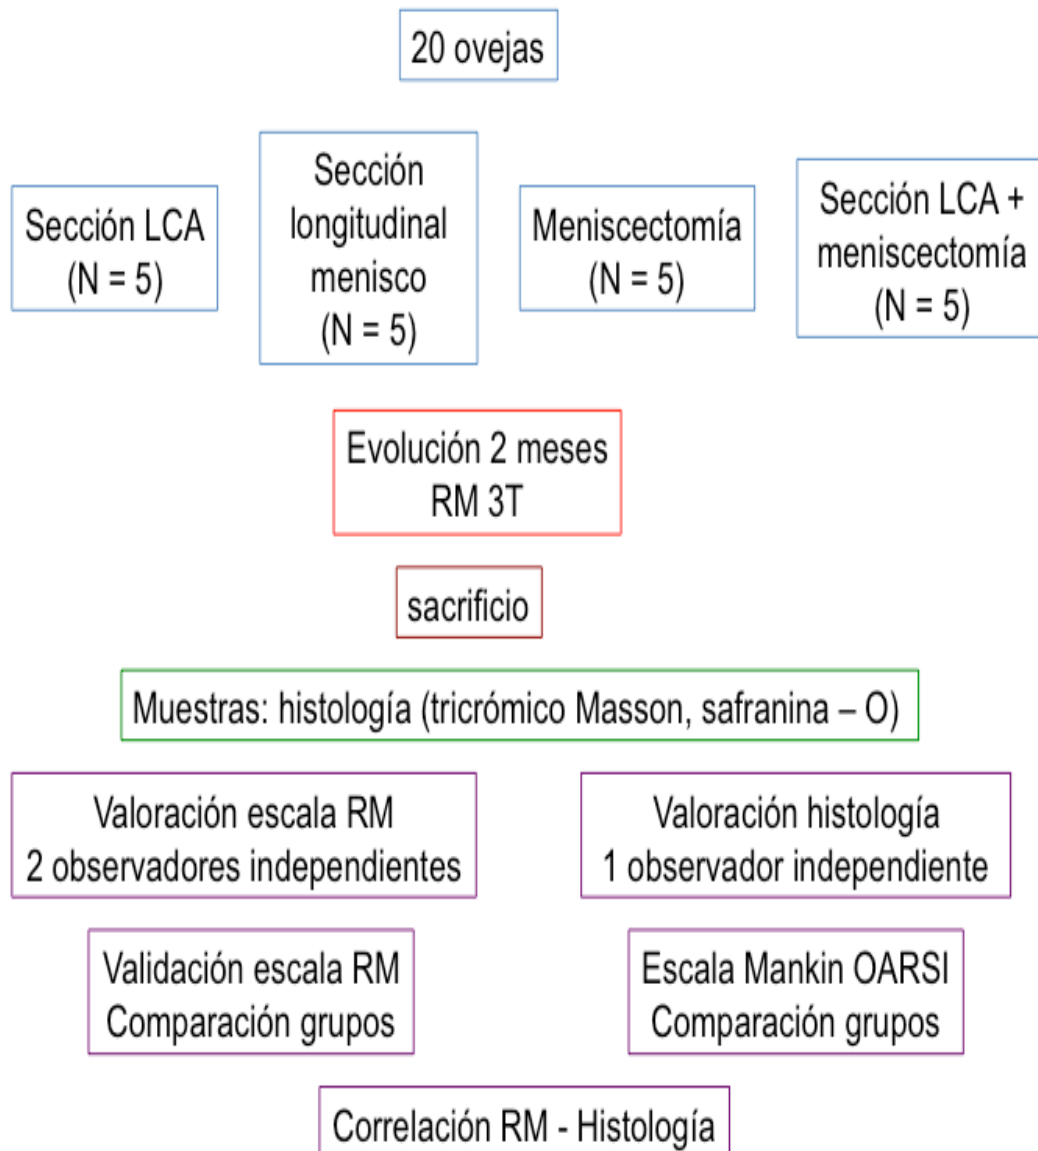 20 ovejas
Sección LCA
(N = 5)
Sección
longitudinal
menisco
(N = 5)
Meniscectomía
(N = 5)
Sección LCA +
meniscectomía
(N = 5)
Evolución 2 meses
RM 3T
sacrificio
Muestras: histología (tricrómico Masson, safranina – O)
Valoración escala RM
2 observadores independientes
Valoración histología
1 observador independiente
Validación escala RM
Comparación grupos
Escala Mankin OARSI
Comparación grupos
Correlación RM - Histología